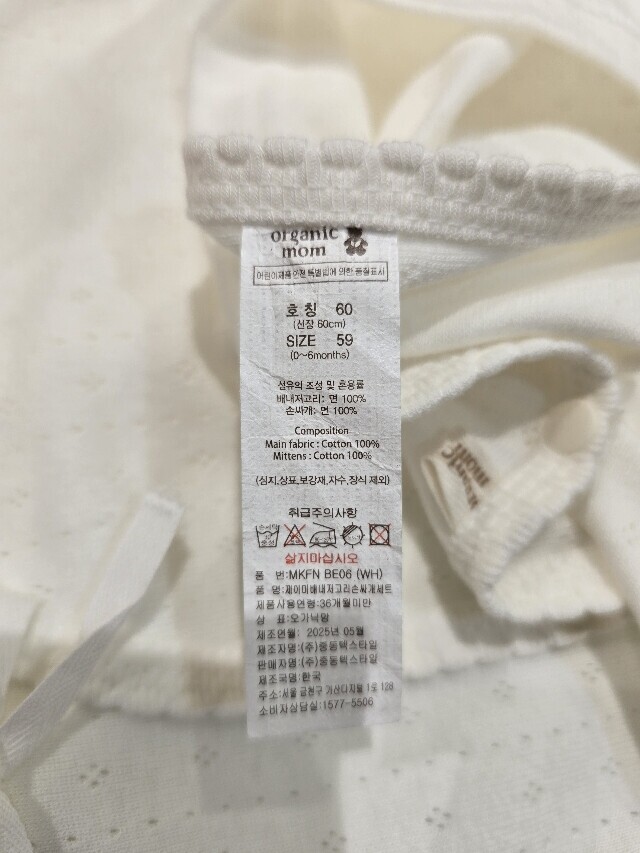 organic
mom
어린이제품 안전 특별법에 의한 품질표시
호 칭 60
(신장 60cm)
SIZE 59
(0~6months)
섬유의 조성 및 혼용률
배내저고리: 면 100%
손싸개: 면 100%
Composition
Main fabric : Cotton 100%
Mittens : Cotton 100%
(심지,상표,보강재,자수,장식 제외)
취급주의사항
삶지마십시오
품 번:MKFN BE06 (WH)
품 명:제이미배내저고리손싸개세트
제품사용연령:36개월미만
상 표:오가닉맘
제조연월: 2025년 05월
제조자명:(주)중동텍스타일
판매자명:(주)중동텍스타일
제조국명:한국
주소:서울 금천구 가산디지털 1로 128
소비자상담실:1577-5506
organic
mom